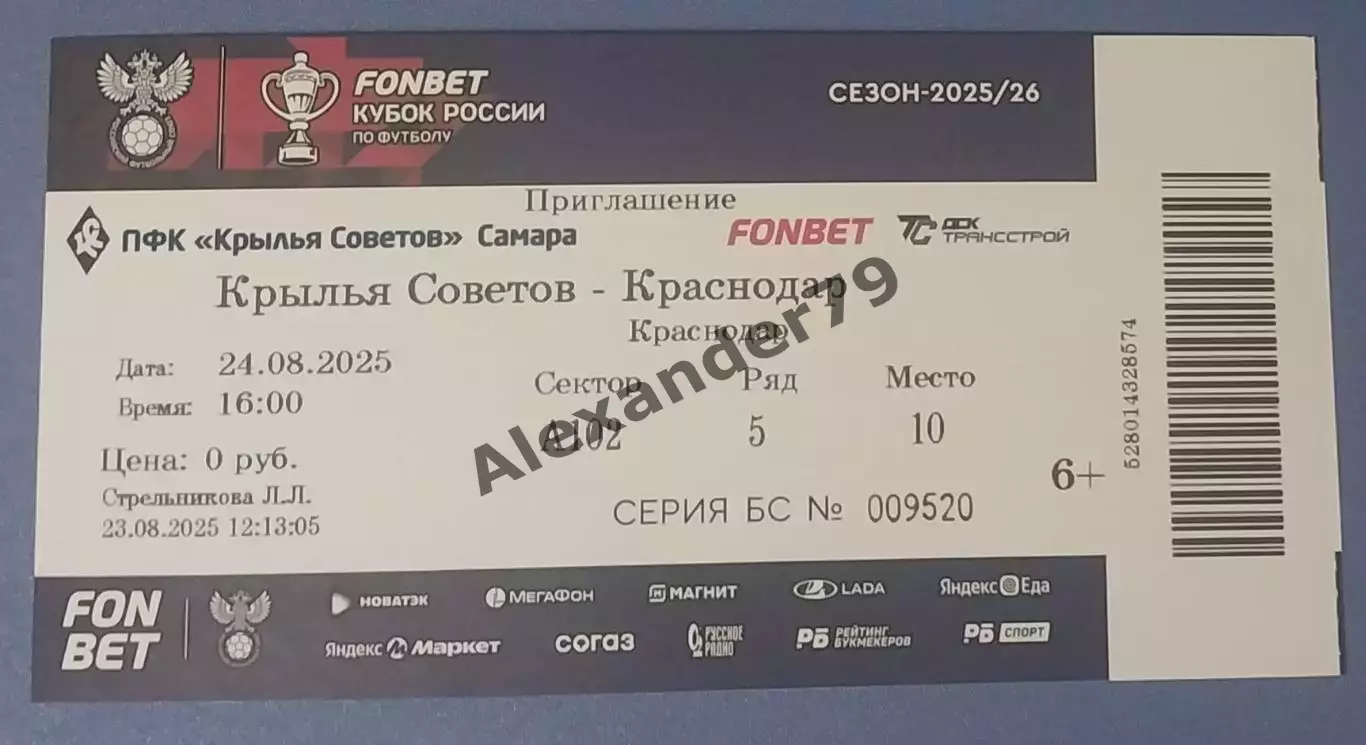 FONBET
КУБОК РОССИИ
ПО ФУТБОЛУ
СЕЗОН-2025/26
Приглашение
ПФК «Крылья Советов» Самара
FONBET
ТС ДСК ТРАНССТРОЙ
Крылья Советов - Краснодар
Краснодар
Дата: 24.08.2025
Время: 16:00
Сектор Ряд Место
A102 5 10
Цена: 0 руб.
Стрельникова Л.Л.
23.08.2025 12:13:05
СЕРИЯ БС № 009520
6+
528014328574
Alexander79
FON
BET
НОВАТЭК МЕГАФОН МАГНИТ LADA Яндекс Еда
Яндекс Маркет СОГАЗ РУССКОЕ РАДИО РБ РЕЙТИНГ БУКМЕКЕРОВ РБ СПОРТ